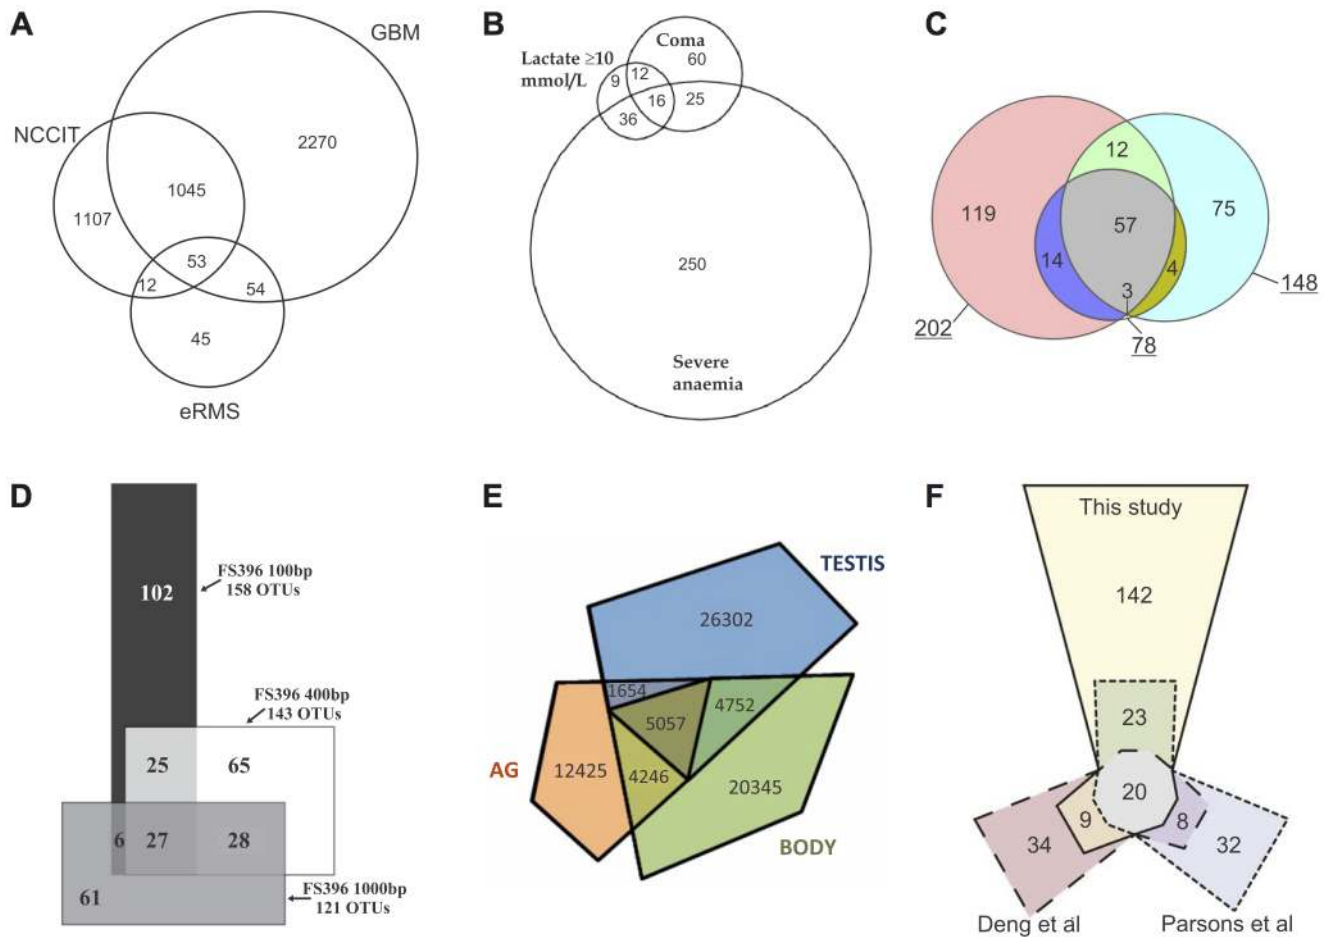 A
GBM
NCCIT
2270
1045
1107
53
12
54
45
eRMS
B
Coma
Lactate ≥10
mmol/L
60
9
12
16
25
36
250
Severe
anaemia
C
12
119
57
75
14
4
3
148
202
78
D
102
FS396 100bp
158 OTUs
FS396 400bp
143 OTUs
25
65
6
27
28
61
FS396 1000bp
121 OTUs
E
TESTIS
26302
1654
4752
5057
AG
12425
4246
20345
BODY
F
This study
142
23
20
9
8
34
32
Deng et al
Parsons et al